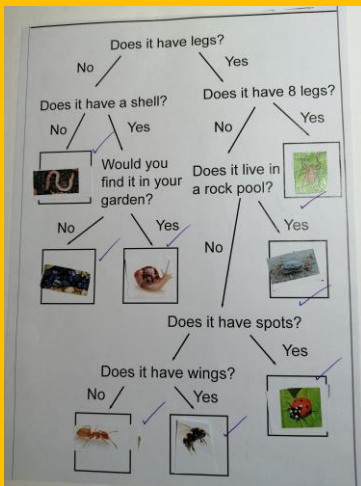 Does it have legs?
No
Yes
Does it have a shell?
Does it have 8 legs?
No
Yes
No
Yes
Would you
find it in your
garden?
Does it live in
a rock pool?
No
Yes
No
Yes
Does it have spots?
Yes
Does it have wings?
No
Yes